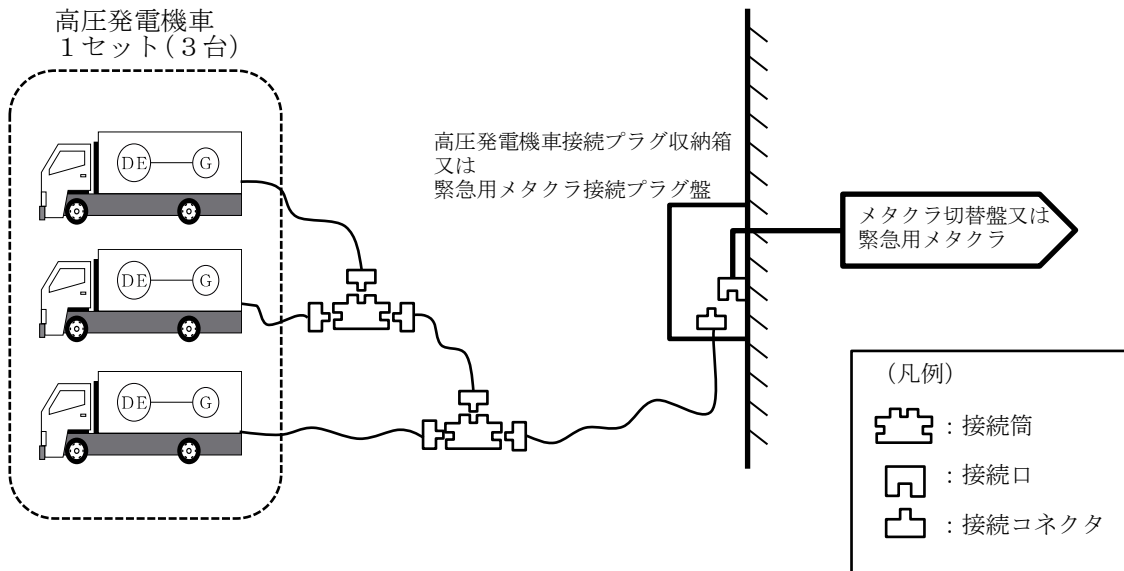 高圧発電機車
１セット(３台)
DE
G
DE
G
DE
G
高圧発電機車接続プラグ収納箱
又は
緊急用メタクラ接続プラグ盤
メタクラ切替盤又は
緊急用メタクラ
(凡例)
：接続筒
：接続口
：接続コネクタ